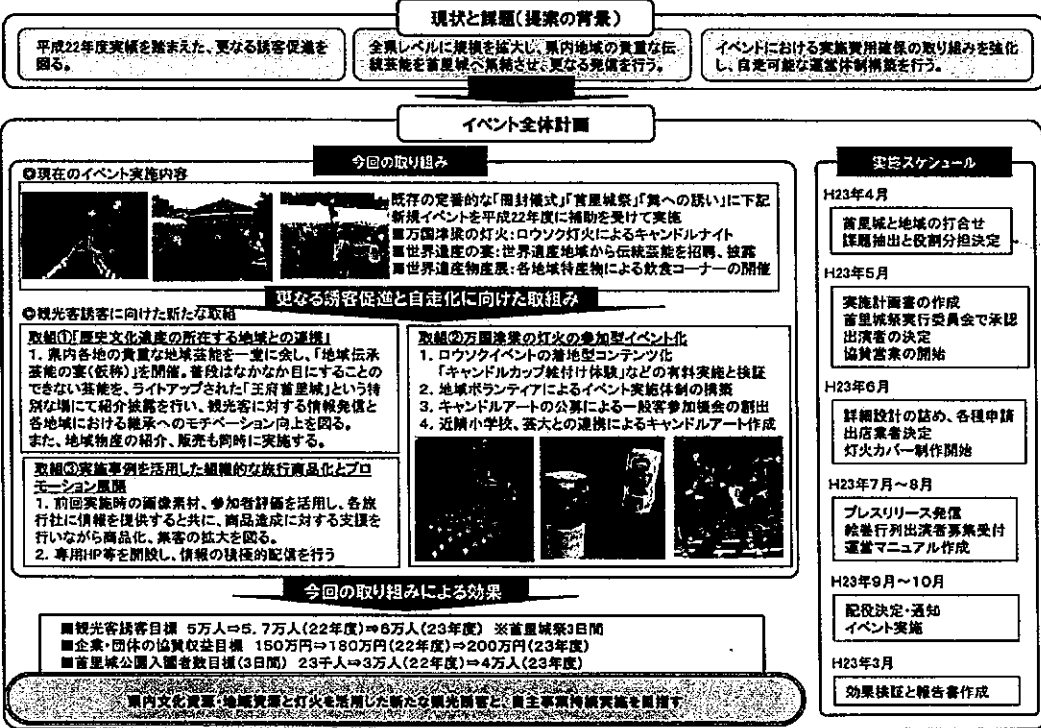 現状と課題(提案の背景)
平成22年度実績を踏まえた、更なる誘客促進を
図る。
全県レベルに規模を拡大し、県内地域の貴重な伝
統芸能を首里城へ集結させ、更なる発信を行う。
イベントにおける実施費用確保の取り組みを強化
し、自走可能な運営体制構築を行う。
イベント全体計画
今回の取り組み
◎現在のイベント実施内容
既存の定番的な「冊封儀式」「首里城祭」「舞への誘い」に下記
新規イベントを平成22年度に補助を受けて実施
■万国津梁の灯火:ロウソク灯火によるキャンドルナイト
■世界遺産の宴:世界遺産地域から伝統芸能を招聘、披露
■世界遺産物産展:各地域特産物による飲食コーナーの開催
更なる誘客促進と自走化に向けた取組み
◎観光客誘客に向けた新たな取組
取組①「歴史文化遺産の所在する地域との連携」
1. 県内各地の貴重な地域芸能を一堂に会し、「地域伝承
芸能の宴(仮称)」を開催。普段はなかなか目にすることの
できない芸能を、ライトアップされた「王府首里城」という特
別な場にて紹介披露を行い、観光客に対する情報発信と
各地域における継承へのモチベーション向上を図る。
また、地域物産の紹介、販売も同時に実施する。
取組③実施事例を活用した組織的な旅行商品化とプロ
モーション展開
1. 前回実施時の画像素材、参加者評価を活用し、各旅
行社に情報を提供すると共に、商品造成に対する支援を
行いながら商品化、集客の拡大を図る。
2. 専用HP等を開設し、情報の積極的配信を行う
取組②万国津梁の灯火の参加型イベント化
1. ロウソクイベントの着地型コンテンツ化
「キャンドルカップ絵付け体験」などの有料実施と検証
2. 地域ボランティアによるイベント実施体制の構築
3. キャンドルアートの公募による一般客参加機会の創出
4. 近隣小学校、芸大との連携によるキャンドルアート作成
今回の取り組みによる効果
■観光客誘客目標 5万人⇒5.7万人(22年度)⇒6万人(23年度) ※首里城祭3日間
■企業・団体の協賛収益目標 150万円⇒180万円(22年度)⇒200万円(23年度)
■首里城公園入園者数目標(3日間) 23千人⇒3万人(22年度)⇒4万人(23年度)
県内文化資源・地域資源と灯火を活用した新たな観光誘客と、自主事業持続実施を目指す
実施スケジュール
H23年4月
首里城と地域の打合せ
課題抽出と役割分担決定
H23年5月
実施計画書の作成
首里城祭実行委員会で承認
出演者の決定
協賛営業の開始
H23年6月
詳細設計の詰め、各種申請
出店業者決定
灯火カバー制作開始
H23年7月~8月
プレスリリース発信
絵巻行列出演者募集受付
運営マニュアル作成
H23年9月~10月
配役決定・通知
イベント実施
H23年3月
効果検証と報告書作成